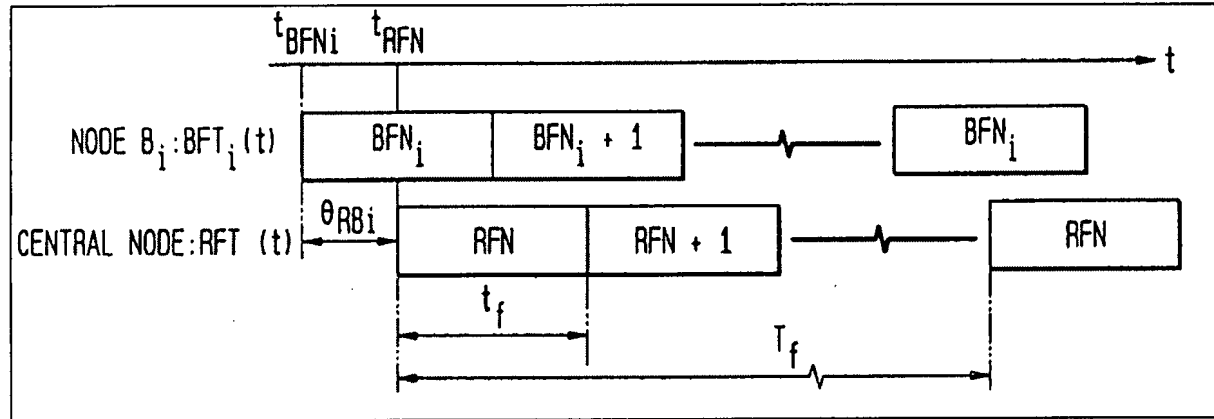 t_BFNi t_RFN
t
NODE B_i:BFT_i(t) BFN_i BFN_i + 1 BFN_i
θ_RBi
CENTRAL NODE:RFT (t) RFN RFN + 1 RFN
t_f
T_f